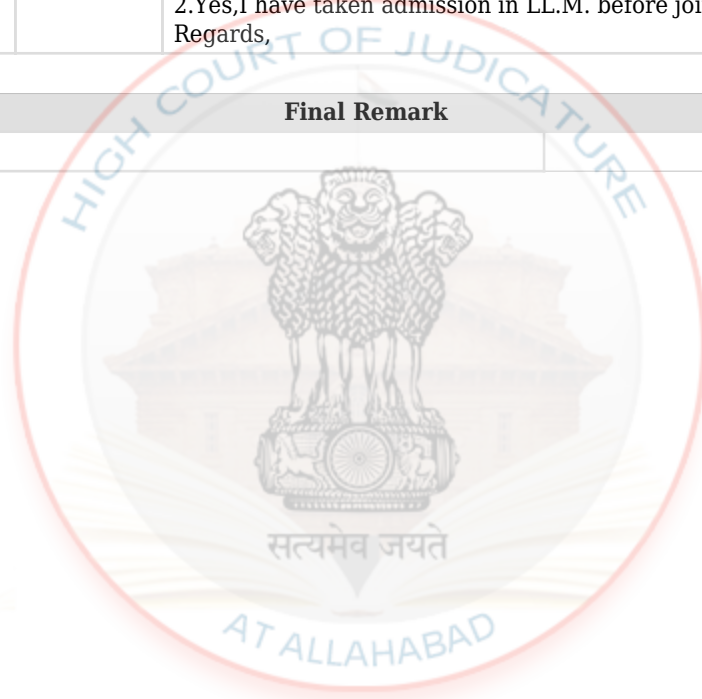 2.Yes,I have taken admission in LL.M. before joi
Regards,
Final Remark
HIGH COURT OF JUDICATURE
सत्यमेव जयते
AT ALLAHABAD